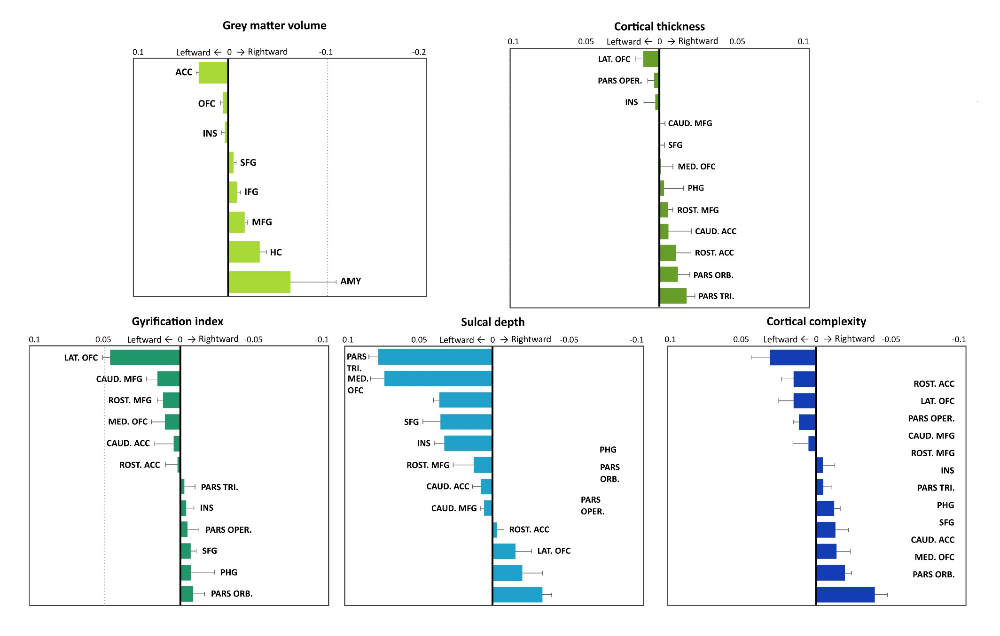 Grey matter volume
0.1 Leftward ← 0 → Rightward -0.1 -0.2
ACC
OFC
INS
SFG
IFG
MFG
HC
AMY
Cortical thickness
0.1 0.05 Leftward ← 0 → Rightward -0.05 -0.1
LAT. OFC
PARS OPER.
INS
CAUD. MFG
SFG
MED. OFC
PHG
ROST. MFG
CAUD. ACC
ROST. ACC
PARS ORB.
PARS TRI.
Gyrification index
0.1 0.05 Leftward ← 0 → Rightward -0.05 -0.1
LAT. OFC
CAUD. MFG
ROST. MFG
MED. OFC
CAUD. ACC
ROST. ACC
PARS TRI.
INS
PARS OPER.
SFG
PHG
PARS ORB.
Sulcal depth
0.1 0.05 Leftward ← 0 → Rightward -0.05 -0.1
PARS
TRI.
MED.
OFC
SFG
INS
ROST. MFG
CAUD. ACC
CAUD. MFG
PHG
PARS
ORB.
PARS
OPER.
ROST. ACC
LAT. OFC
Cortical complexity
0.1 0.05 Leftward ← 0 → Rightward -0.05 -0.1
ROST. ACC
LAT. OFC
PARS OPER.
CAUD. MFG
ROST. MFG
INS
PARS TRI.
PHG
SFG
CAUD. ACC
MED. OFC
PARS ORB.